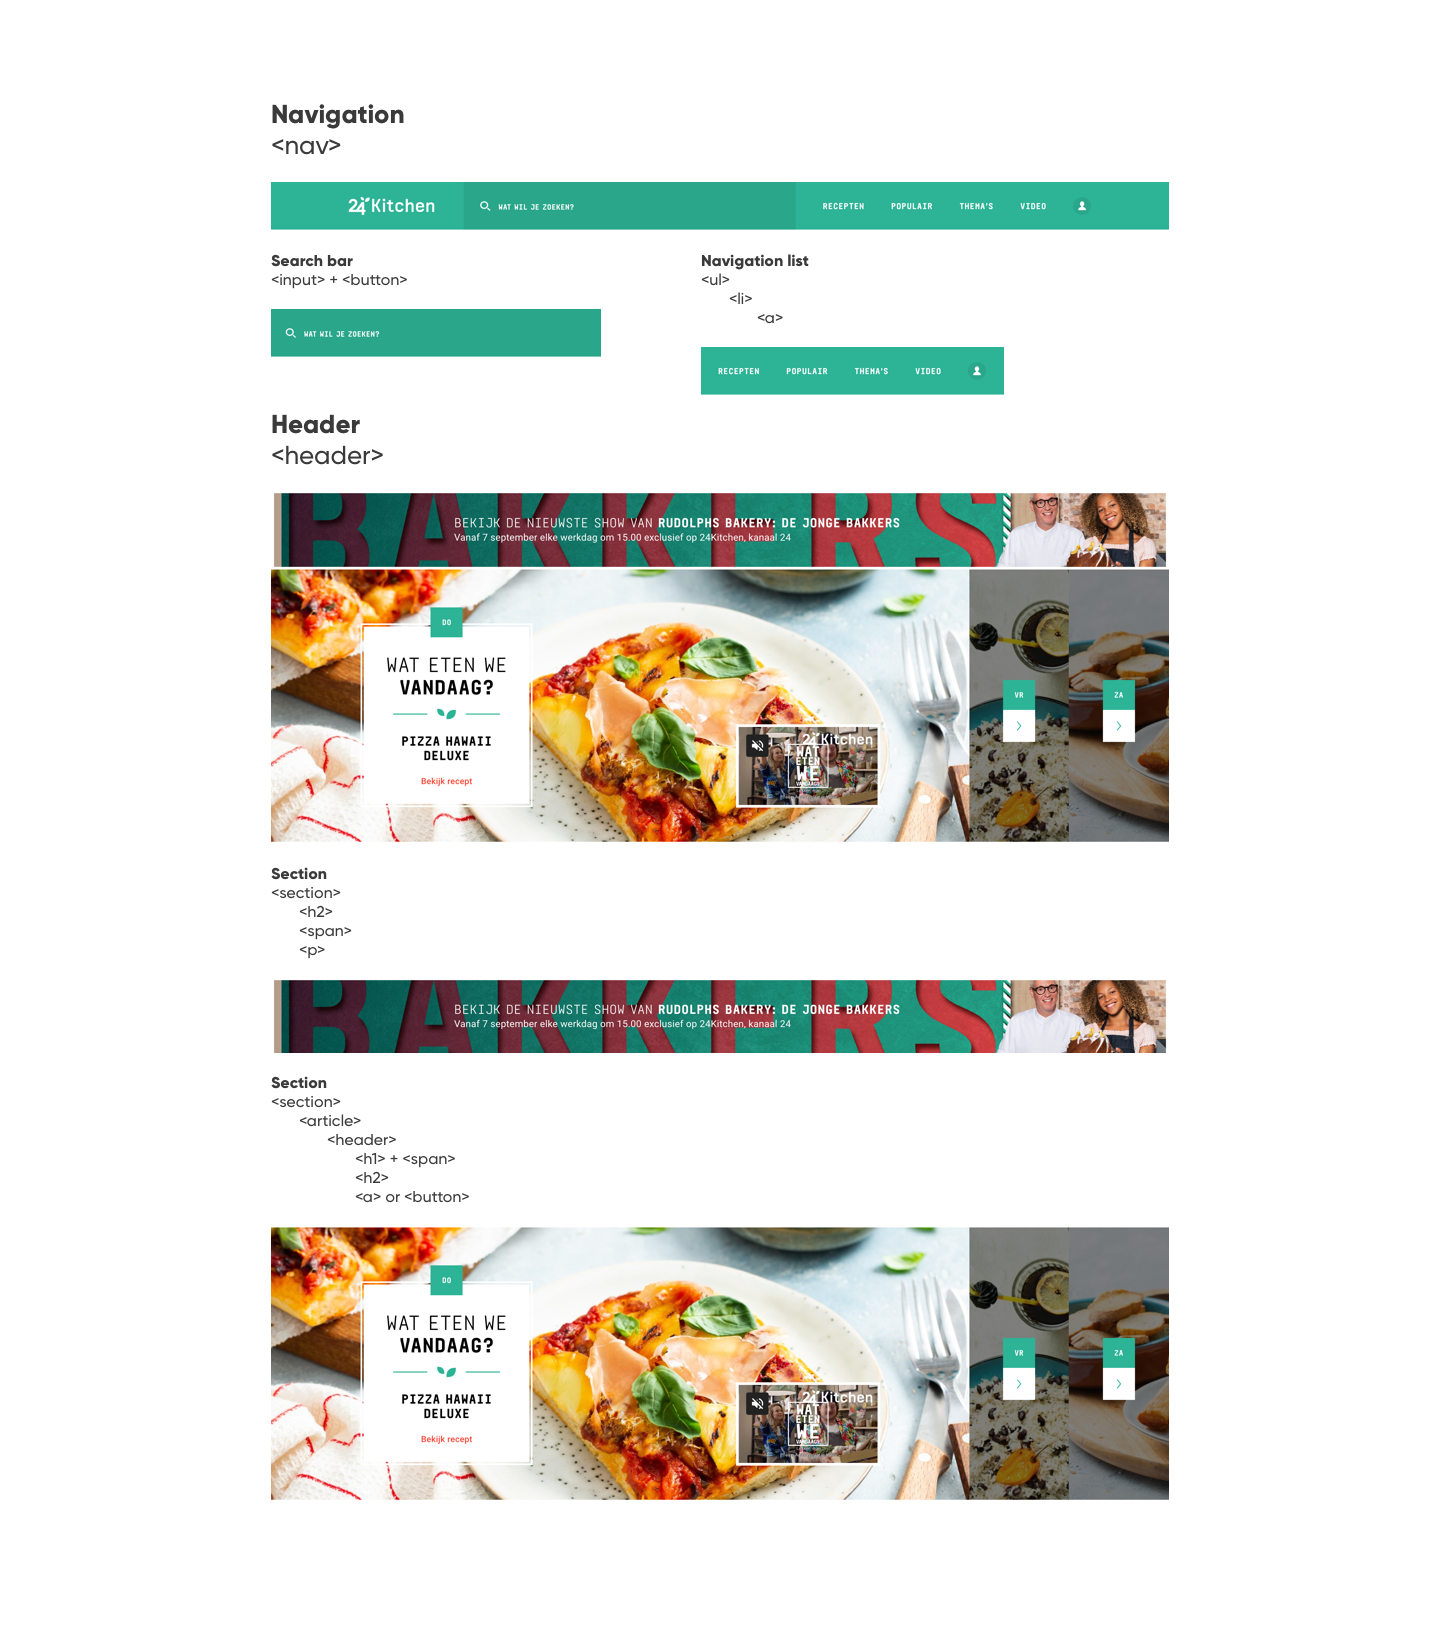 Navigation
<nav>
24Kitchen
WAT WIL JE ZOEKEN?
RECEPTEN
POPULAIR
THEMA'S
VIDEO
Search bar
<input> + <button>
WAT WIL JE ZOEKEN?
Navigation list
<ul>
<li>
<a>
RECEPTEN
POPULAIR
THEMA'S
VIDEO
Header
<header>
BAKKERS
BEKIJK DE NIEUWSTE SHOW VAN RUDOLPHS BAKERY: DE JONGE BAKKERS
Vanaf 7 september elke werkdag om 15.00 exclusief op 24Kitchen, kanaal 24
DO
WAT ETEN WE
VANDAAG?
PIZZA HAWAII
DELUXE
Bekijk recept
24Kitchen
WAT
ETEN
WE
VANDAAG?
VR
ZA
Section
<section>
<h2>
<span>
<p>
BAKKERS
BEKIJK DE NIEUWSTE SHOW VAN RUDOLPHS BAKERY: DE JONGE BAKKERS
Vanaf 7 september elke werkdag om 15.00 exclusief op 24Kitchen, kanaal 24
Section
<section>
<article>
<header>
<h1> + <span>
<h2>
<a> or <button>
DO
WAT ETEN WE
VANDAAG?
PIZZA HAWAII
DELUXE
Bekijk recept
24Kitchen
WAT
ETEN
WE
VANDAAG?
VR
ZA